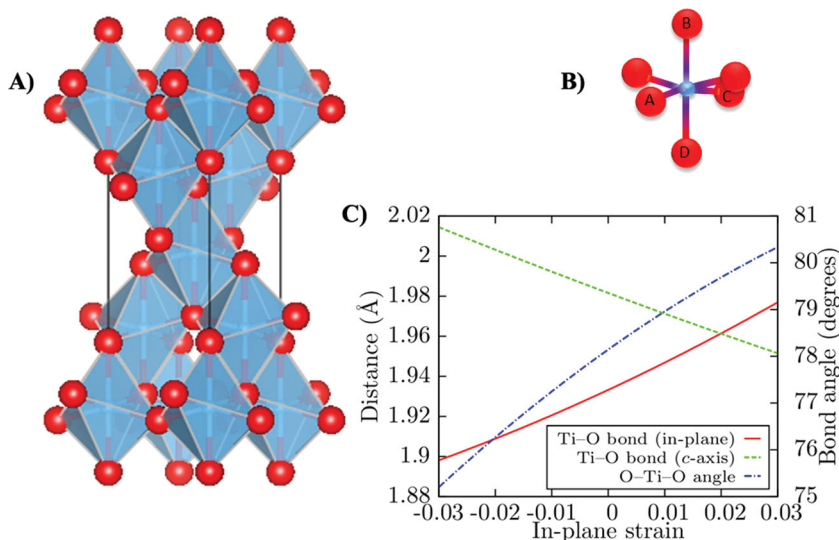 A)
B)
B
A
C
D
C)
Distance (Å)
2.02
2
1.98
1.96
1.94
1.92
1.9
1.88
81
80
79
78
77
76
75
Bond angle (degrees)
Ti–O bond (in-plane)
Ti–O bond (c-axis)
O–Ti–O angle
-0.03 -0.02 -0.01 0 0.01 0.02 0.03
In-plane strain